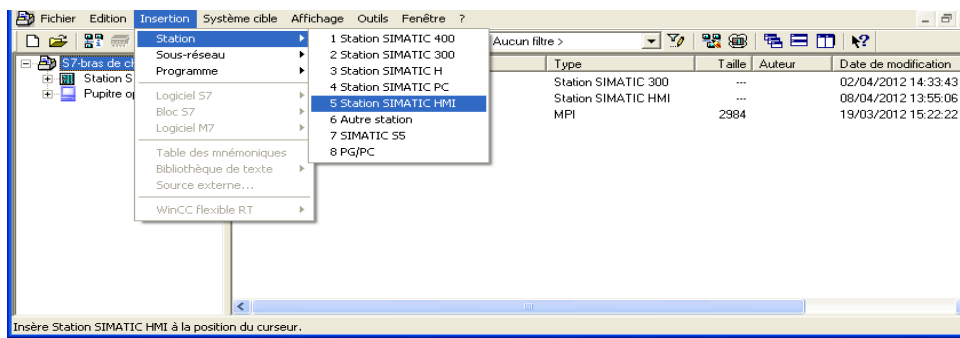 Fichier Edition Insertion Système cible Affichage Outils Fenêtre ?
Aucun filtre >
Station
Sous-réseau
Programme
Logiciel S7
Bloc S7
Logiciel M7
Table des mnémoniques
Bibliothèque de texte
Source externe...
WinCC flexible RT
1 Station SIMATIC 400
2 Station SIMATIC 300
3 Station SIMATIC H
4 Station SIMATIC PC
5 Station SIMATIC HMI
6 Autre station
7 SIMATIC S5
8 PG/PC
S7-bras de
Station S
Pupitre
Type Taille Auteur Date de modification
Station SIMATIC 300 --- 02/04/2012 14:33:43
Station SIMATIC HMI --- 08/04/2012 13:55:06
MPI 2984 19/03/2012 15:22:22
Insère Station SIMATIC HMI à la position du curseur.